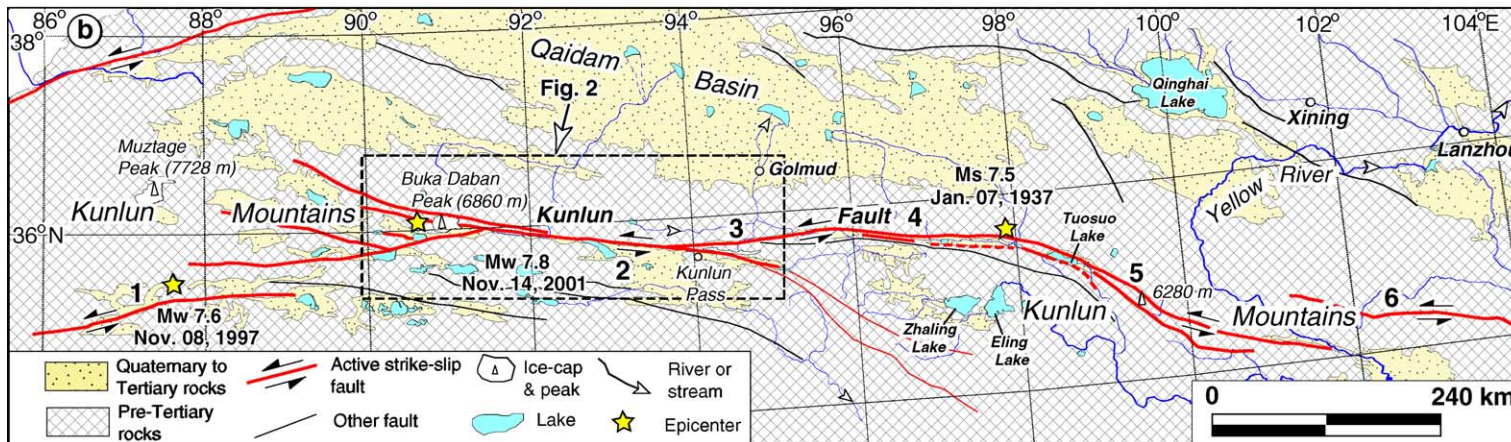 86° 88° 90° 92° 94° 96° 98° 100° 102° 104°E
38°
b
Qaidam
Basin
Fig. 2
Qinghai
Lake
Xining
Lanzhou
Muztage
Peak (7728 m)
Buka Daban
Peak (6860 m)
Golmud
Ms 7.5
Jan. 07, 1937
Yellow
River
Kunlun
Mountains
Kunlun
Fault
3
4
Tuosuo
Lake
36°N
1
2
5
6
Mw 7.8
Nov. 14, 2001
Kunlun
Pass
6280 m
Mw 7.6
Nov. 08, 1997
Zhaling
Lake
Eling
Lake
Kunlun
Mountains
Quaternary to
Tertiary rocks
Active strike-slip
fault
Ice-cap
& peak
River or
stream
Pre-Tertiary
rocks
Other fault
Lake
Epicenter
0 240 km